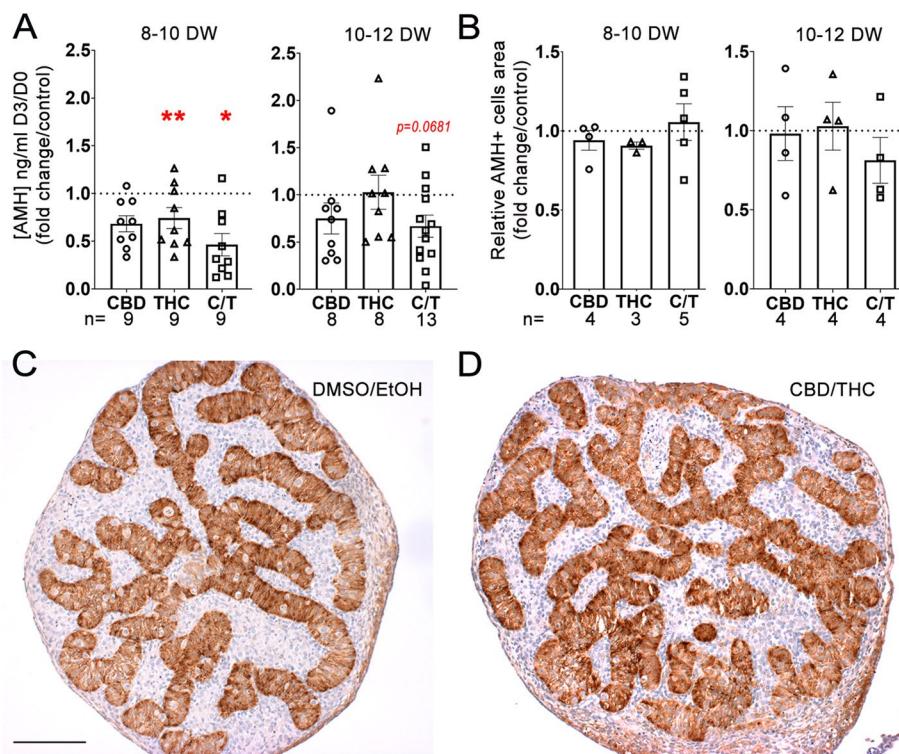 A
8-10 DW
10-12 DW
[AMH] ng/ml D3/D0
(fold change/control)
2.5
2.0
1.5
1.0
0.5
0.0
**
*
CBD THC C/T
n= 9 9 9
2.5
2.0
1.5
1.0
0.5
0.0
p=0.0681
CBD THC C/T
8 8 13
B
8-10 DW
10-12 DW
Relative AMH+ cells area
(fold change/control)
1.5
1.0
0.5
0.0
CBD THC C/T
n= 4 3 5
1.5
1.0
0.5
0.0
CBD THC C/T
4 4 4
C
DMSO/EtOH
D
CBD/THC